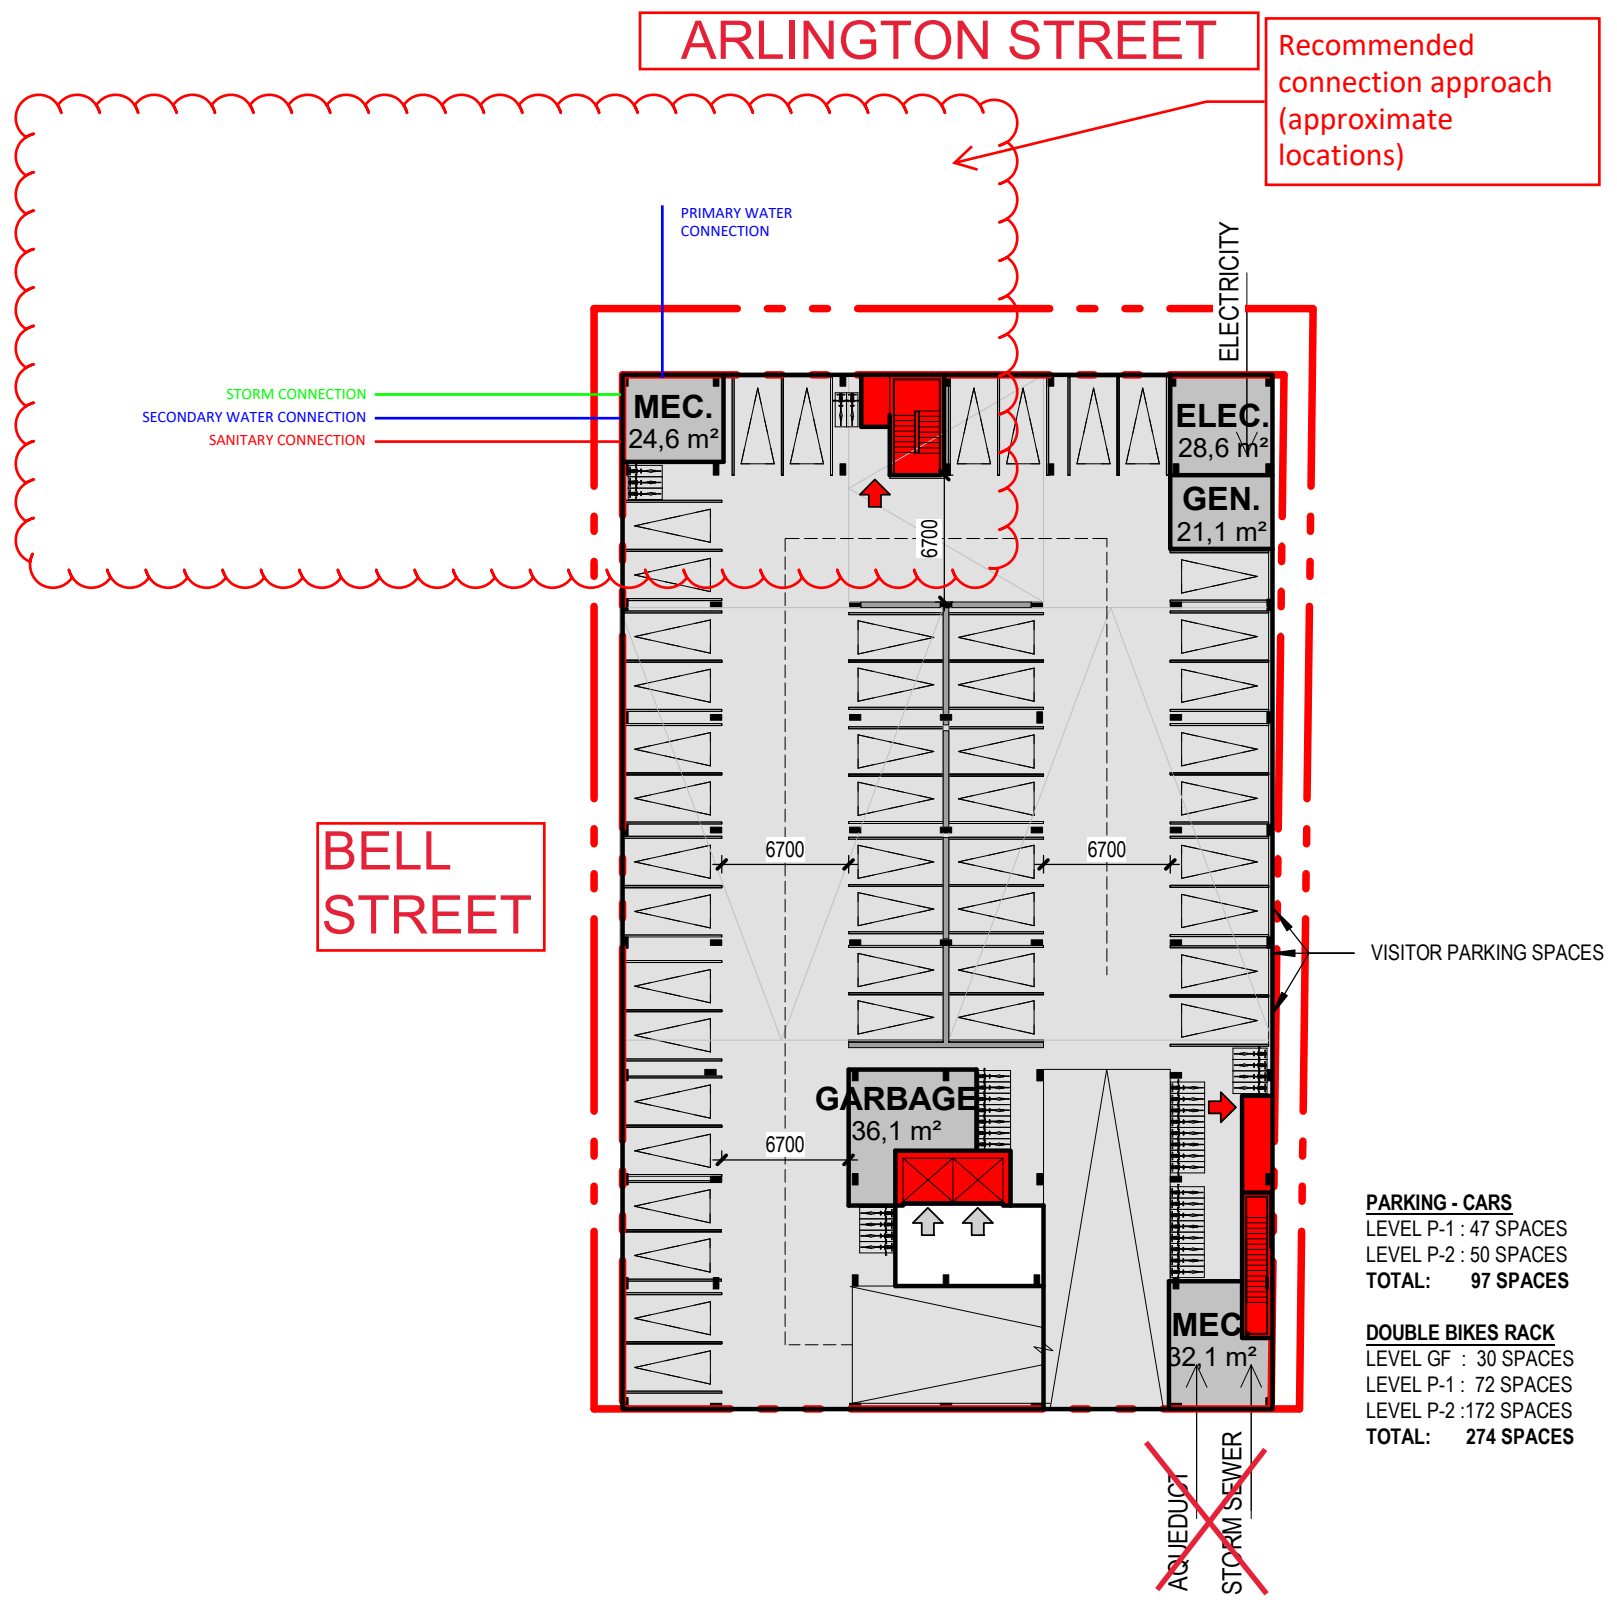 ARLINGTON STREET
Recommended
connection approach
(approximate
locations)
PRIMARY WATER
CONNECTION
ELECTRICITY
STORM CONNECTION
SECONDARY WATER CONNECTION
SANITARY CONNECTION
MEC.
24,6 m²
ELEC.
28,6 m²
GEN.
21,1 m²
6700
BELL
STREET
6700
6700
VISITOR PARKING SPACES
GARBAGE
36,1 m²
6700
PARKING - CARS
LEVEL P-1 : 47 SPACES
LEVEL P-2 : 50 SPACES
TOTAL: 97 SPACES
MEC.
32,1 m²
DOUBLE BIKES RACK
LEVEL GF : 30 SPACES
LEVEL P-1 : 72 SPACES
LEVEL P-2 :172 SPACES
TOTAL: 274 SPACES
AQUEDUCT
STORM SEWER